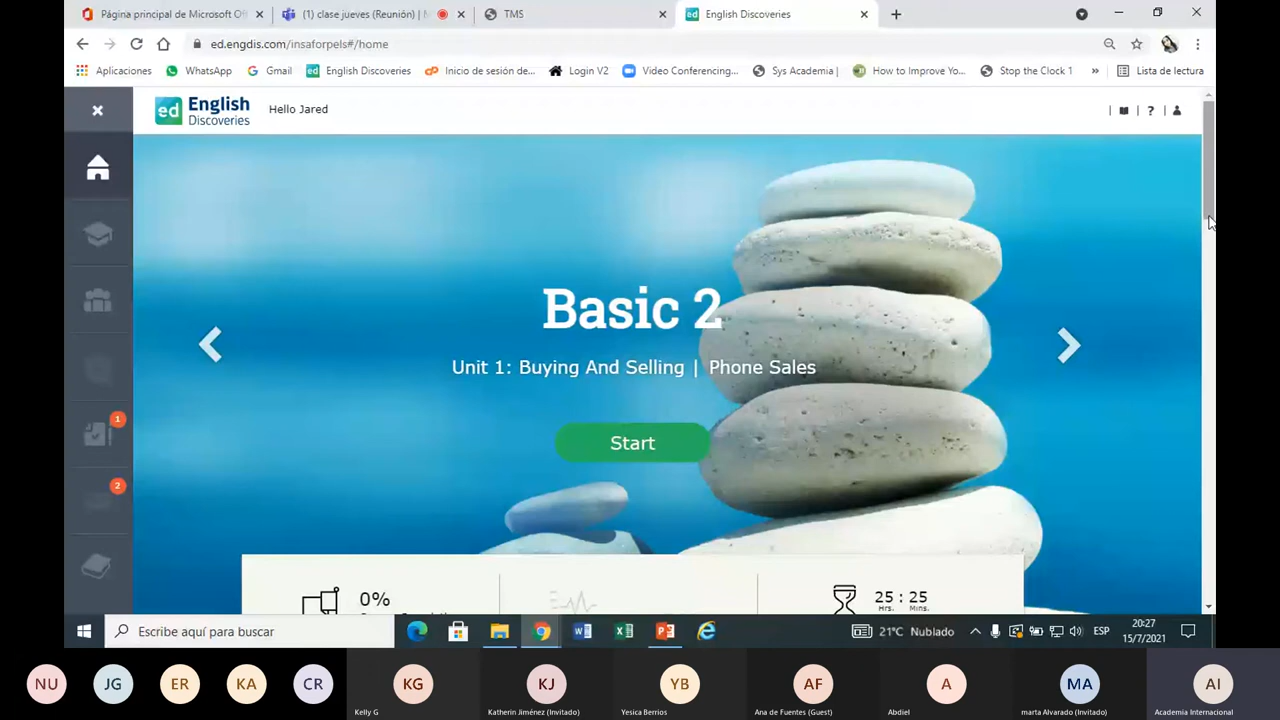 Página principal de Microsoft Of
(1) clase jueves (Reunión) | M
TMS
English Discoveries
ed.engdis.com/insaforpels#/home
Aplicaciones
WhatsApp
Gmail
English Discoveries
Inicio de sesión de...
Login V2
Video Conferencing...
Sys Academia |
How to Improve Yo...
Stop the Clock 1
»
Lista de lectura
ed English
Discoveries
Hello Jared
?
Basic 2
Unit 1: Buying And Selling | Phone Sales
Start
1
2
0%
25 : 25
Hrs. Mins.
Escribe aquí para buscar
21°C Nublado
ESP
20:27
15/7/2021
NU
JG
ER
KA
CR
KG
KJ
YB
AF
A
MA
AI
Kelly G
Katherin Jiménez (Invitado)
Yesica Berrios
Ana de Fuentes (Guest)
Abdiel
marta Alvarado (Invitado)
Academia Internacional